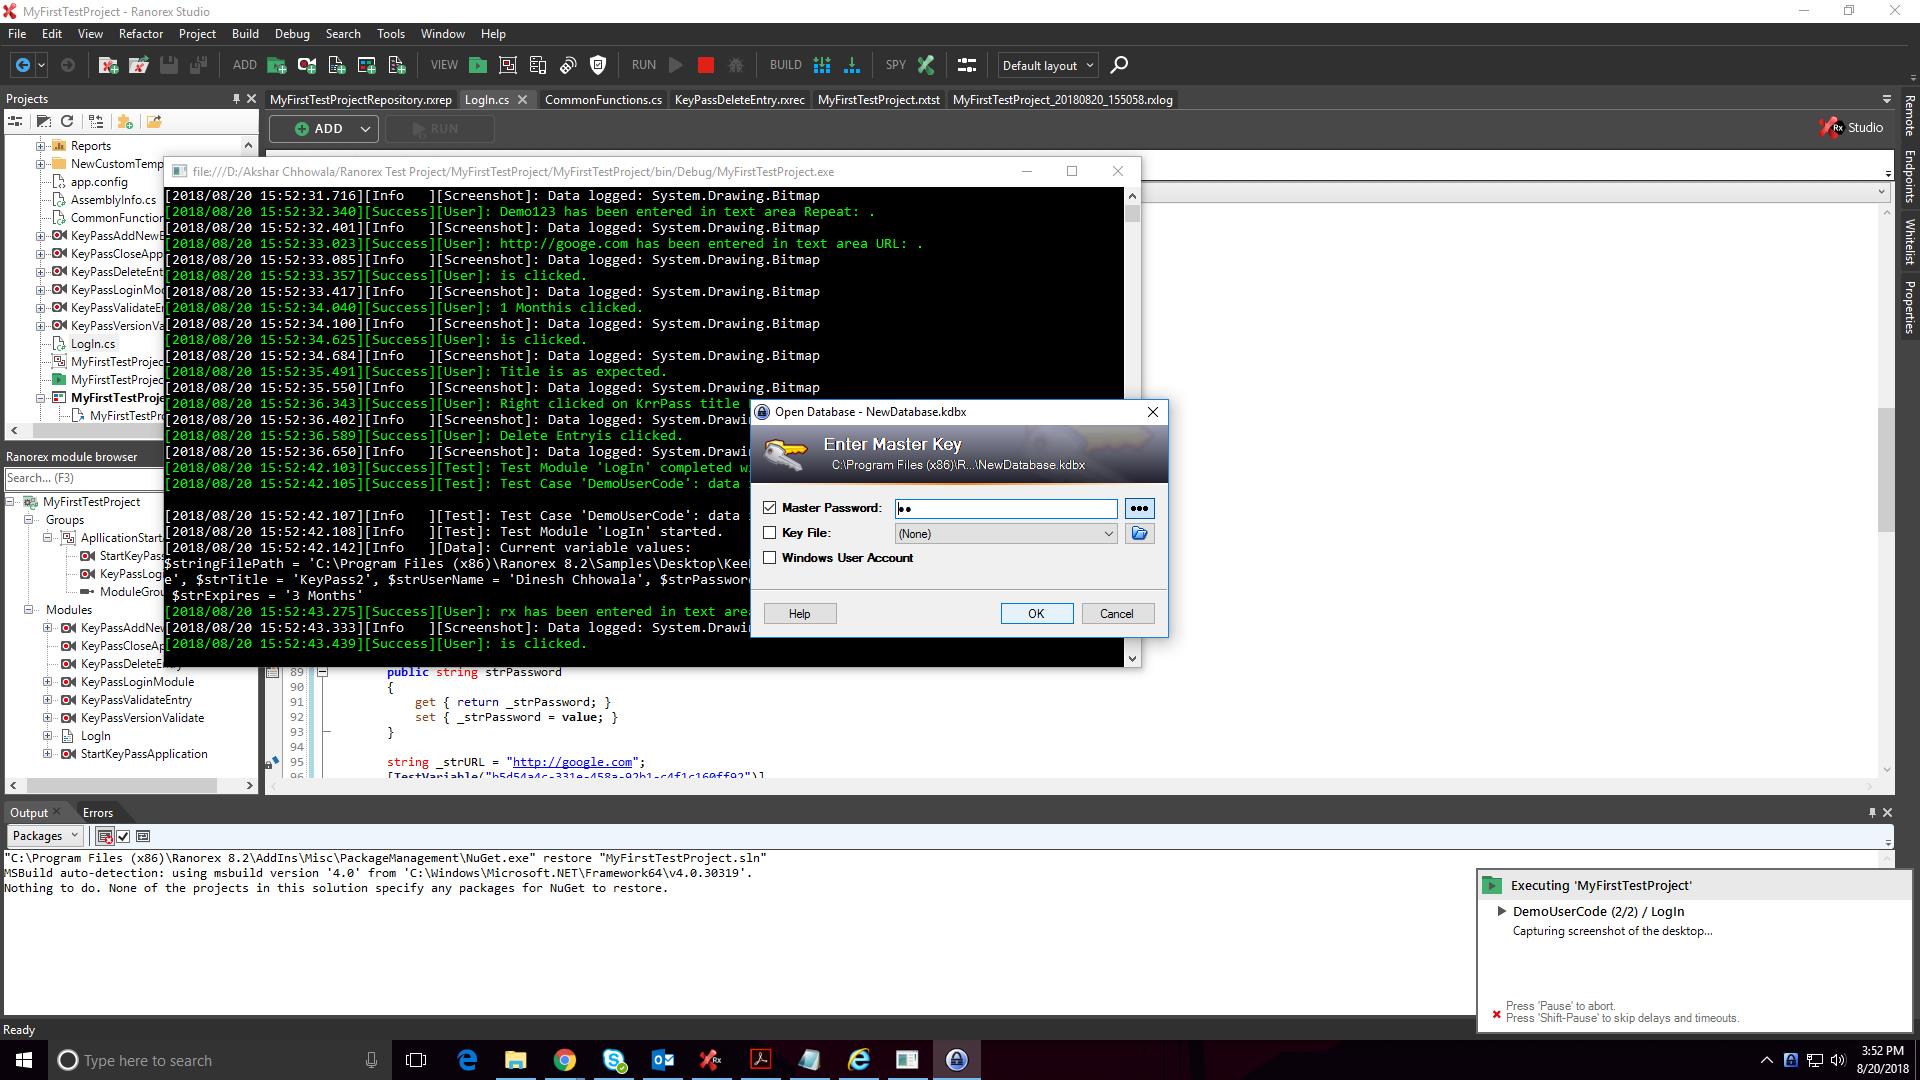 MyFirstTestProject - Ranorex Studio
File Edit View Refactor Project Build Debug Search Tools Window Help
ADD VIEW RUN BUILD SPY Default layout
Projects
MyFirstTestProjectRepository.rxrep LogIn.cs CommonFunctions.cs KeyPassDeleteEntry.rxrec MyFirstTestProject.rxtst MyFirstTestProject_20180820_155058.rxlog
ADD RUN
Rx Studio
Remote Endpoints Whitelist Properties
Reports
NewCustomTemp
app.config
AssemblyInfo.cs
CommonFunction
KeyPassAddNewE
KeyPassCloseApp
KeyPassDeleteEnt
KeyPassLoginMod
KeyPassValidateEr
KeyPassVersionVa
LogIn.cs
MyFirstTestProjec
MyFirstTestProjec
MyFirstTestProje
MyFirstTestPro
file:///D:/Akshar Chhowala/Ranorex Test Project/MyFirstTestProject/MyFirstTestProject/bin/Debug/MyFirstTestProject.exe
[2018/08/20 15:52:31.716][Info   ][Screenshot]: Data logged: System.Drawing.Bitmap
[2018/08/20 15:52:32.340][Success][User]: Demo123 has been entered in text area Repeat: .
[2018/08/20 15:52:32.401][Info   ][Screenshot]: Data logged: System.Drawing.Bitmap
[2018/08/20 15:52:33.023][Success][User]: http://googe.com has been entered in text area URL: .
[2018/08/20 15:52:33.085][Info   ][Screenshot]: Data logged: System.Drawing.Bitmap
[2018/08/20 15:52:33.357][Success][User]: is clicked.
[2018/08/20 15:52:33.417][Info   ][Screenshot]: Data logged: System.Drawing.Bitmap
[2018/08/20 15:52:34.040][Success][User]: 1 Monthis clicked.
[2018/08/20 15:52:34.100][Info   ][Screenshot]: Data logged: System.Drawing.Bitmap
[2018/08/20 15:52:34.625][Success][User]: is clicked.
[2018/08/20 15:52:34.684][Info   ][Screenshot]: Data logged: System.Drawing.Bitmap
[2018/08/20 15:52:35.491][Success][User]: Title is as expected.
[2018/08/20 15:52:35.550][Info   ][Screenshot]: Data logged: System.Drawing.Bitmap
[2018/08/20 15:52:36.343][Success][User]: Right clicked on KrrPass title
[2018/08/20 15:52:36.402][Info   ][Screenshot]: Data logged: System.Drawin
[2018/08/20 15:52:36.589][Success][User]: Delete Entryis clicked.
[2018/08/20 15:52:36.650][Info   ][Screenshot]: Data logged: System.Drawin
[2018/08/20 15:52:42.103][Success][Test]: Test Module 'LogIn' completed wi
[2018/08/20 15:52:42.105][Success][Test]: Test Case 'DemoUserCode': data
[2018/08/20 15:52:42.107][Info   ][Test]: Test Case 'DemoUserCode': data
[2018/08/20 15:52:42.108][Info   ][Test]: Test Module 'LogIn' started.
[2018/08/20 15:52:42.142][Info   ][Data]: Current variable values:
$stringFilePath = 'C:\Program Files (x86)\Ranorex 8.2\Samples\Desktop\Keel
e', $strTitle = 'KeyPass2', $strUserName = 'Dinesh Chhowala', $strPassword
$strExpires = '3 Months'
[2018/08/20 15:52:43.275][Success][User]: rx has been entered in text area
[2018/08/20 15:52:43.333][Info   ][Screenshot]: Data logged: System.Drawin
[2018/08/20 15:52:43.439][Success][User]: is clicked.
Open Database - NewDatabase.kdbx
Enter Master Key
C:\Program Files (x86)\R...\NewDatabase.kdbx
Master Password: ●●
Key File: (None)
Windows User Account
Help OK Cancel
Ranorex module browser
Search... (F3)
MyFirstTestProject
Groups
ApllicationStart
StartKeyPass
KeyPassLogi
ModuleGrou
Modules
KeyPassAddNew
KeyPassCloseAp
KeyPassDeleteE
KeyPassLoginModule
KeyPassValidateEntry
KeyPassVersionValidate
LogIn
StartKeyPassApplication
89 public string strPassword
90 {
91 get { return _strPassword; }
92 set { _strPassword = value; }
93 }
94
95 string _strURL = "http://google.com";
96 [TestVariable("b5d54a4c-331e-458a-92b1-c4f1c160ff92")]
Output Errors
Packages
"C:\Program Files (x86)\Ranorex 8.2\AddIns\Misc\PackageManagement\NuGet.exe" restore "MyFirstTestProject.sln"
MSBuild auto-detection: using msbuild version '4.0' from 'C:\Windows\Microsoft.NET\Framework64\v4.0.30319'.
Nothing to do. None of the projects in this solution specify any packages for NuGet to restore.
Executing 'MyFirstTestProject'
DemoUserCode (2/2) / LogIn
Capturing screenshot of the desktop...
Press 'Pause' to abort.
Press 'Shift-Pause' to skip delays and timeouts.
Ready
Type here to search
3:52 PM
8/20/2018